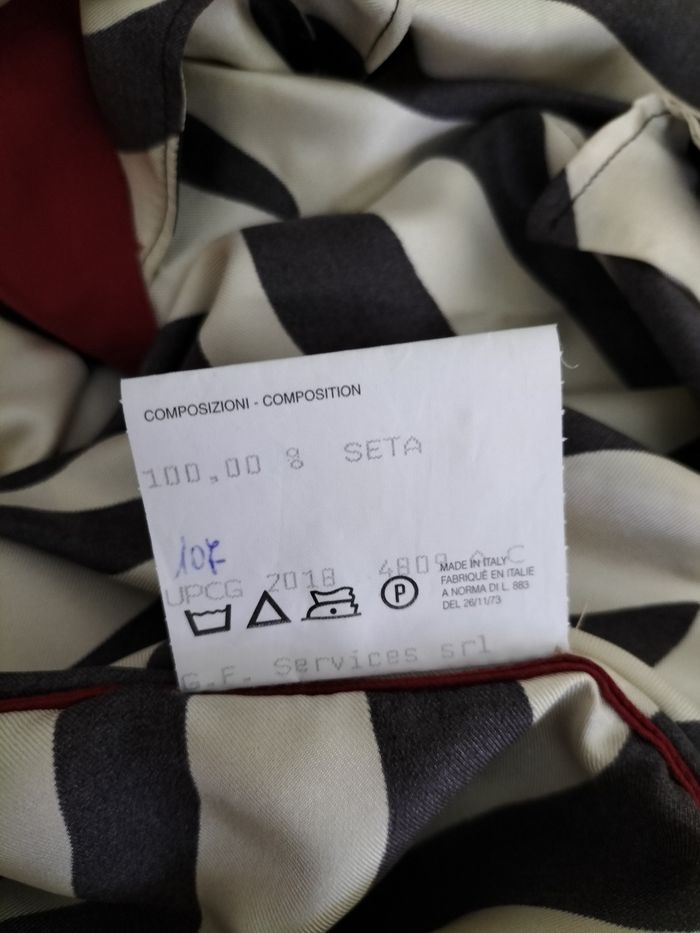 COMPOSIZIONI - COMPOSITION
100,00 % SETA
107
UPCG 2018 4809 A C
MADE IN ITALY
FABRIQUÉ EN ITALIE
A NORMA DI L. 883
DEL 26/11/73
P
G.F. Services srl